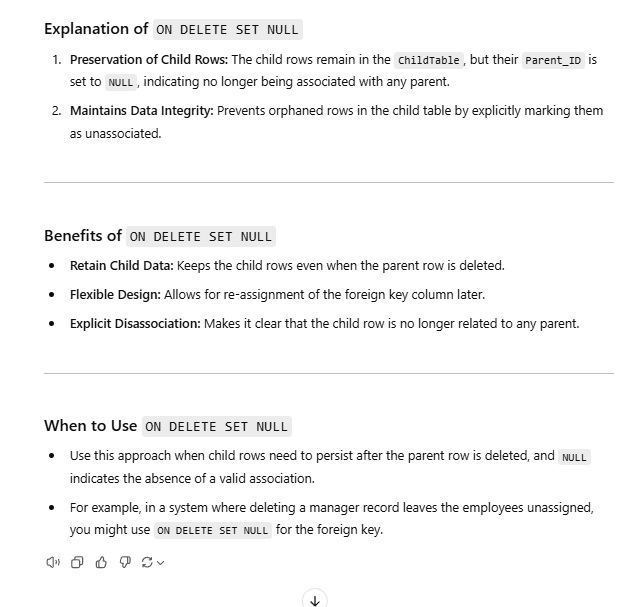 Explanation of ON DELETE SET NULL
1. Preservation of Child Rows: The child rows remain in the ChildTable, but their Parent_ID is
set to NULL, indicating no longer being associated with any parent.
2. Maintains Data Integrity: Prevents orphaned rows in the child table by explicitly marking them
as unassociated.
Benefits of ON DELETE SET NULL
• Retain Child Data: Keeps the child rows even when the parent row is deleted.
• Flexible Design: Allows for re-assignment of the foreign key column later.
• Explicit Disassociation: Makes it clear that the child row is no longer related to any parent.
When to Use ON DELETE SET NULL
• Use this approach when child rows need to persist after the parent row is deleted, and NULL
indicates the absence of a valid association.
• For example, in a system where deleting a manager record leaves the employees unassigned,
you might use ON DELETE SET NULL for the foreign key.